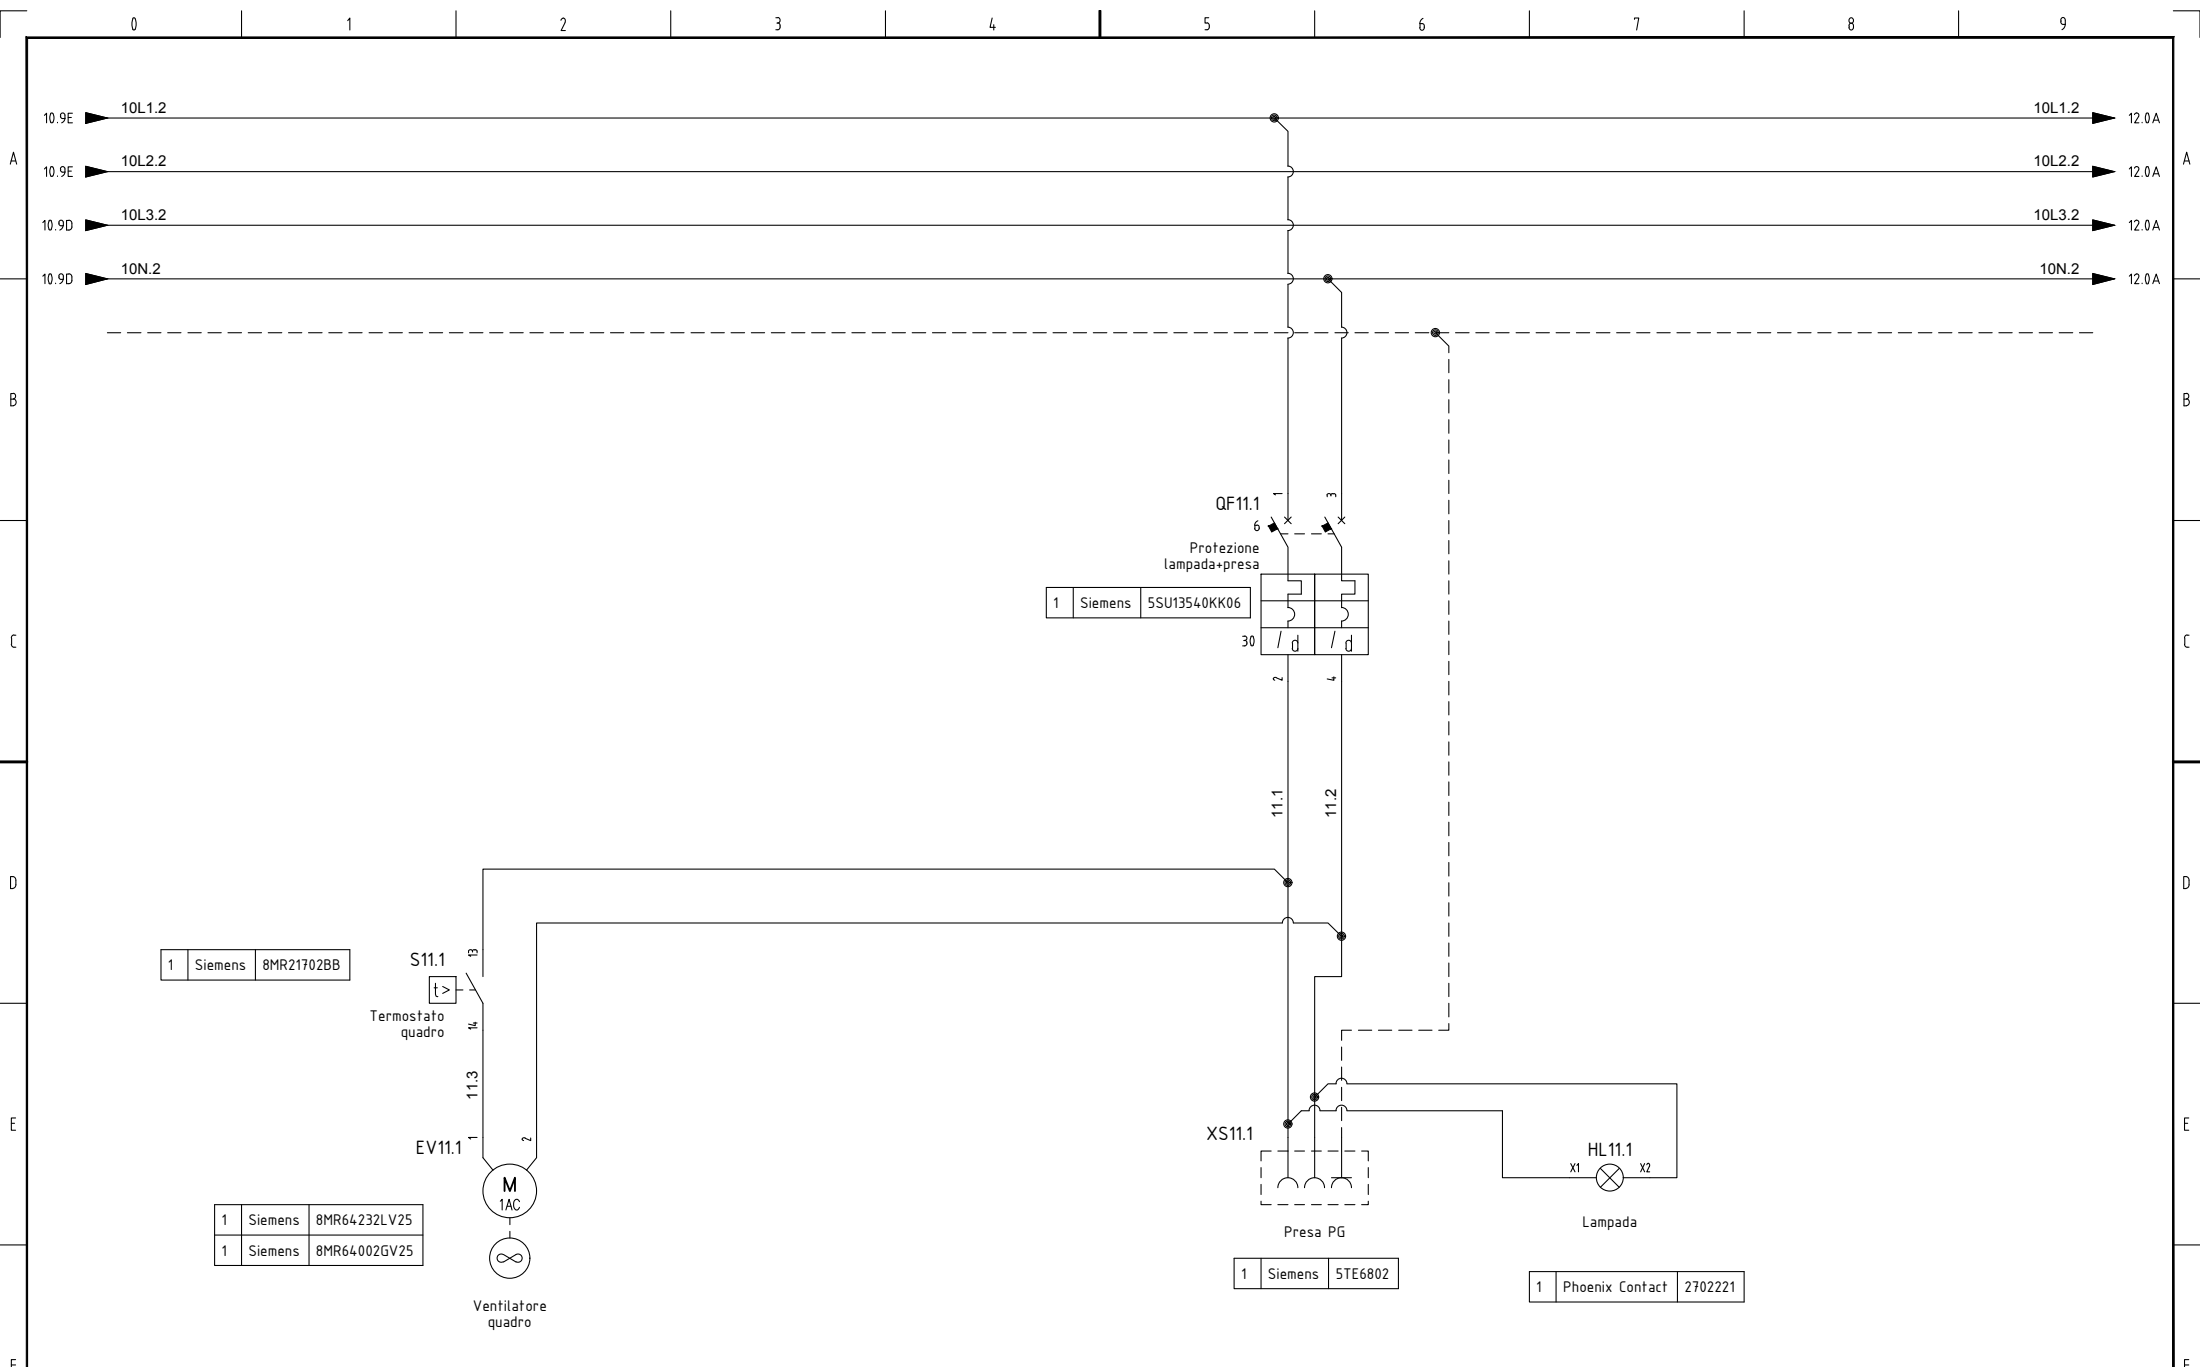 0 1 2 3 4 5 6 7 8 9
10L1.2 10L1.2
10.9E 12.0A
A A
10L2.2 10L2.2
10.9E 12.0A
10L3.2 10L3.2
10.9D 12.0A
10N.2 10N.2
10.9D 12.0A
B B
1 3
QF11.1
6
Protezione
lampada+presa
1 Siemens 5SU13540KK06
30 / d / d
C C
2 4
11.1 11.2
D D
13
S11.1
1 Siemens 8MR21702BB
t>
Termostato
quadro
14
11.3
E E
1 2
EV11.1
XS11.1
HL11.1
X1 X2
M
1AC
1 Siemens 8MR64232LV25
1 Siemens 8MR64002GV25
Lampada
Presa PG
1 Siemens 5TE6802
1 Phoenix Contact 2702221
Ventilatore
quadro